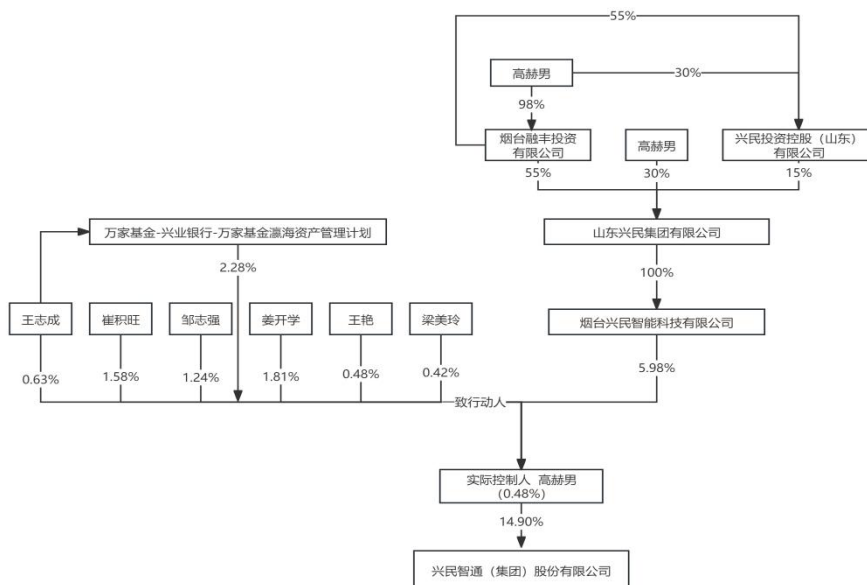 55%
高赫男
30%
98%
烟台融丰投资
有限公司
高赫男
兴民投资控股（山东）
有限公司
55%
30%
15%
万家基金-兴业银行-万家基金瀛海资产管理计划
山东兴民集团有限公司
2.28%
100%
王志成
崔积旺
邹志强
姜开学
王艳
梁美玲
烟台兴民智能科技有限公司
0.63%
1.58%
1.24%
1.81%
0.48%
0.42%
5.98%
致行动人
实际控制人 高赫男
（0.48%）
14.90%
兴民智通（集团）股份有限公司